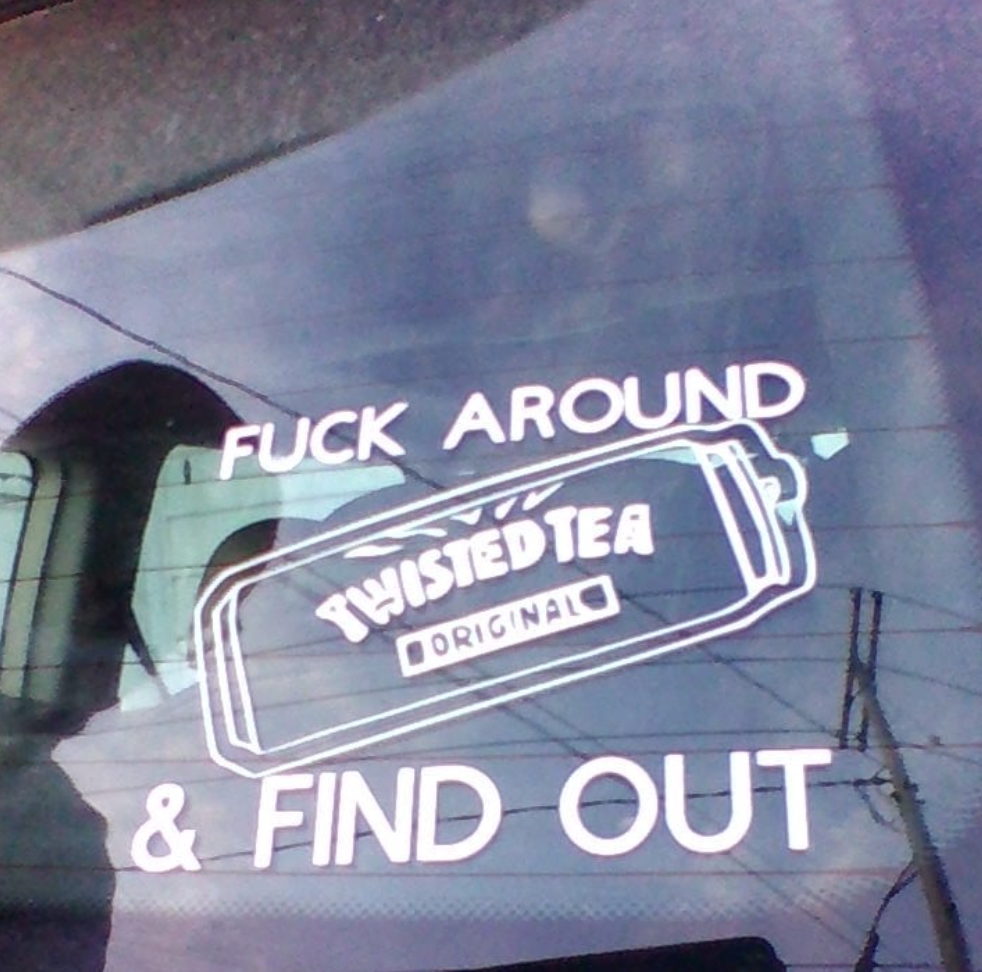 FUCK AROUND
TWISTED TEA
ORIGINAL
& FIND OUT